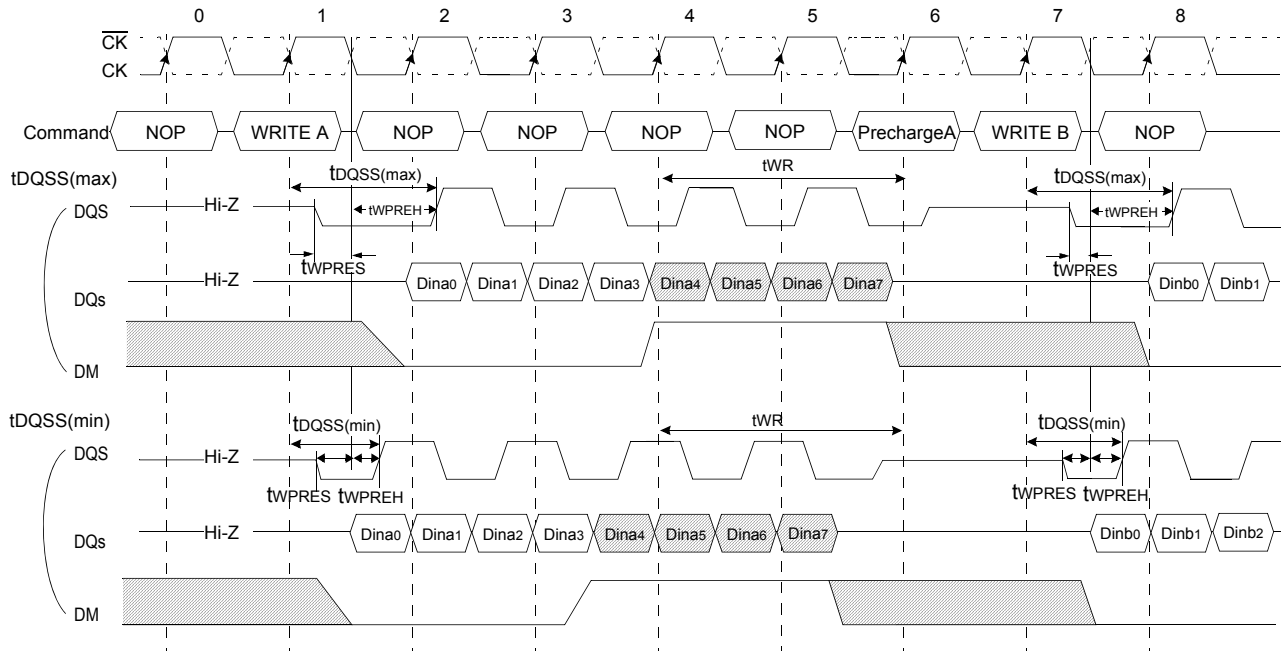 0 1 2 3 4 5 6 7 8
CK
CK
Command NOP WRITE A NOP NOP NOP NOP PrechargeA WRITE B NOP
tDQSS(max) tDQSS(max) tWR tDQSS(max)
DQS Hi-Z tWPREH tWPREH
tWPRES tWPRES
DQs Hi-Z Dina0 Dina1 Dina2 Dina3 Dina4 Dina5 Dina6 Dina7 Dinb0 Dinb1
DM
tDQSS(min) tDQSS(min) tWR tDQSS(min)
DQS Hi-Z
tWPRES tWPREH tWPRES tWPREH
DQs Hi-Z Dina0 Dina1 Dina2 Dina3 Dina4 Dina5 Dina6 Dina7 Dinb0 Dinb1 Dinb2
DM